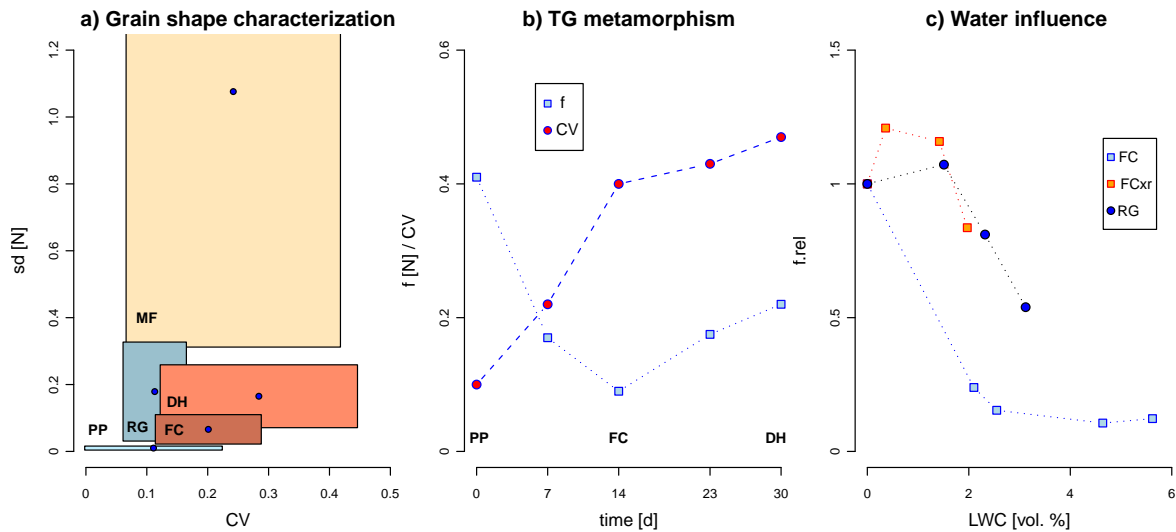 a) Grain shape characterization
sd [N]
1.2
1.0
0.8
0.6
0.4
0.2
0
MF
DH
PP
RG
FC
0
0.1
0.2
0.3
0.4
0.5
CV
b) TG metamorphism
f [N] / CV
0.6
0.4
0.2
0
f
CV
PP
FC
DH
0
7
14
23
30
time [d]
c) Water influence
f.rel
1.5
1
0.5
0
FC
FCxr
RG
0
2
4
6
LWC [vol. %]